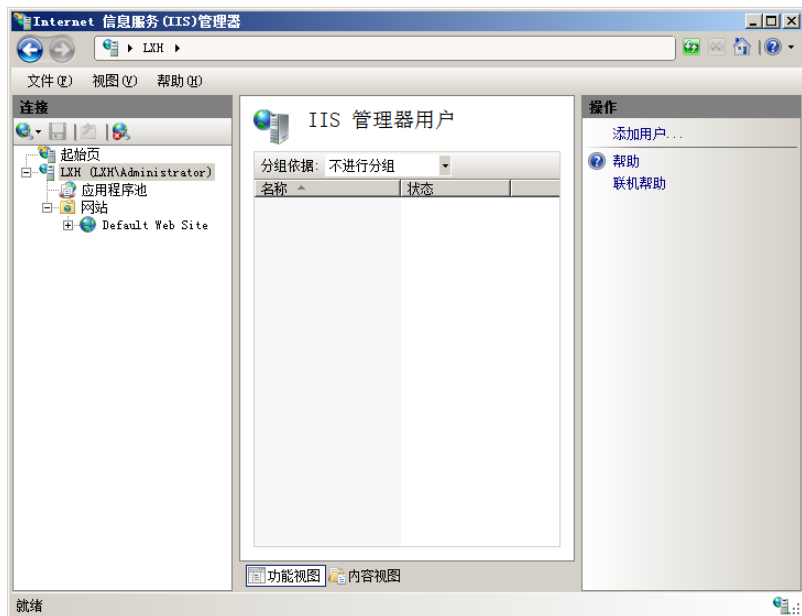 Internet 信息服务(IIS)管理器
LXH
文件(F) 视图(V) 帮助(H)
连接
起始页
LXH (LXH\Administrator)
应用程序池
网站
Default Web Site
IIS 管理器用户
分组依据: 不进行分组
名称 状态
功能视图 内容视图
操作
添加用户...
帮助
联机帮助
就绪